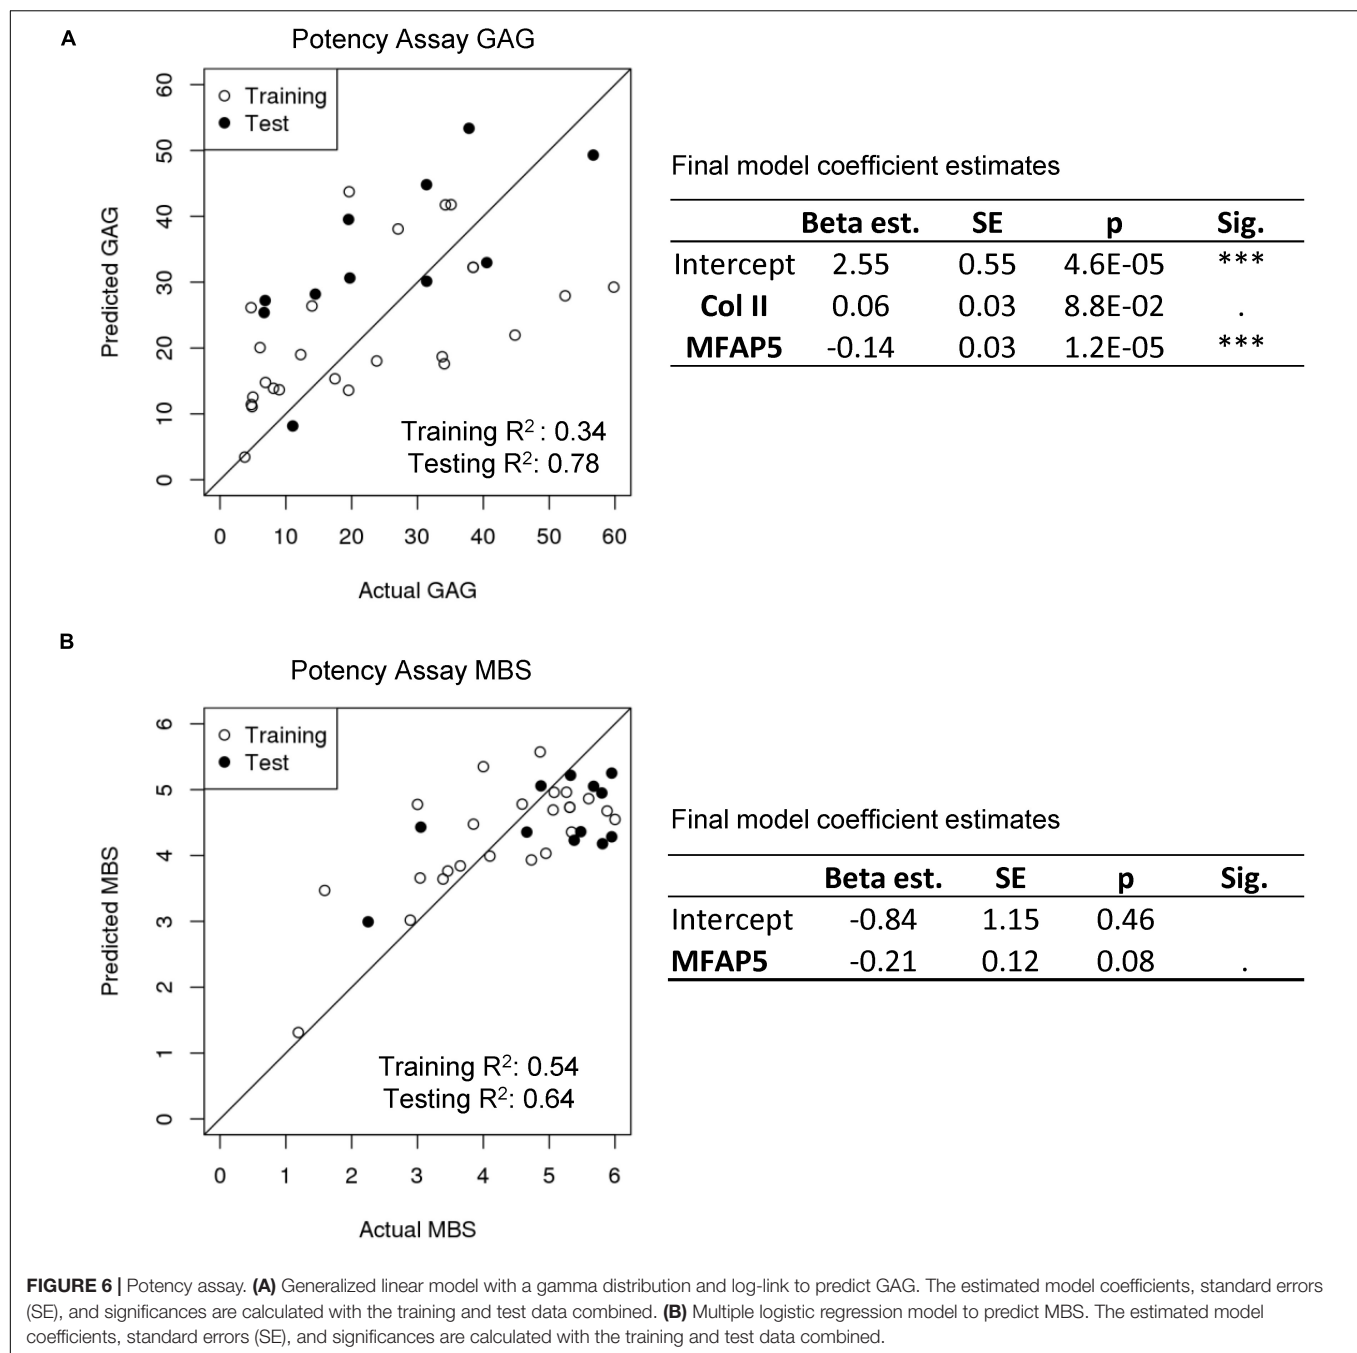 A
Potency Assay GAG
Training
Test
60
50
40
30
20
10
0
Predicted GAG
Training R²: 0.34
Testing R²: 0.78
0 10 20 30 40 50 60
Actual GAG
Final model coefficient estimates
Beta est. SE p Sig.
Intercept 2.55 0.55 4.6E-05 ***
Col II 0.06 0.03 8.8E-02 .
MFAP5 -0.14 0.03 1.2E-05 ***
B
Potency Assay MBS
Training
Test
6
5
4
3
2
1
0
Predicted MBS
Training R²: 0.54
Testing R²: 0.64
0 1 2 3 4 5 6
Actual MBS
Final model coefficient estimates
Beta est. SE p Sig.
Intercept -0.84 1.15 0.46
MFAP5 -0.21 0.12 0.08 .
FIGURE 6 | Potency assay. (A) Generalized linear model with a gamma distribution and log-link to predict GAG. The estimated model coefficients, standard errors
(SE), and significances are calculated with the training and test data combined. (B) Multiple logistic regression model to predict MBS. The estimated model
coefficients, standard errors (SE), and significances are calculated with the training and test data combined.